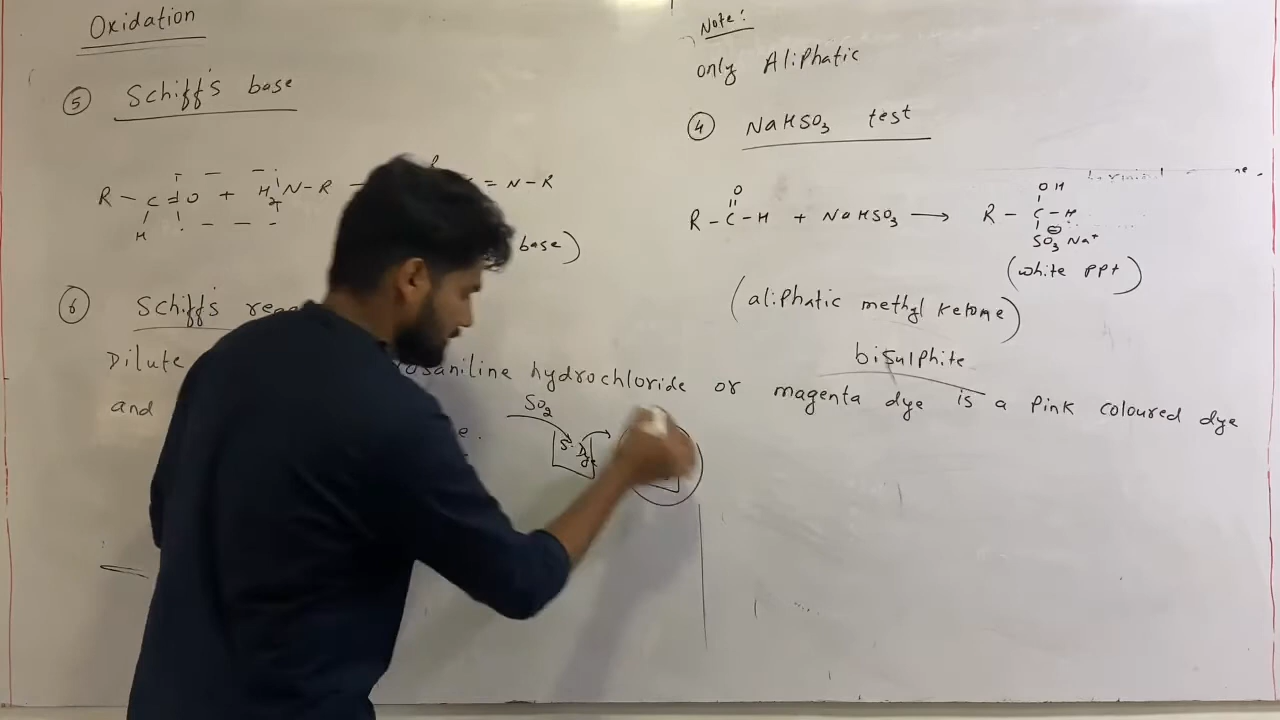 Oxidation
⑤ Schiff's base
R - C = O + H2N - R
H
= N - R
base)
⑥ Schiff's
Dilute
hydrochloride or magenta dye is a Pink coloured dye
and
SO2
S. Dye
Note:
only Aliphatic
④ NaHSO3 test
O
R - C - H + NaHSO3 ⟶ R - C - H
OH
SO3⊖ Na+
(white PPt)
(aliphatic methyl Ketone)
bisulphite